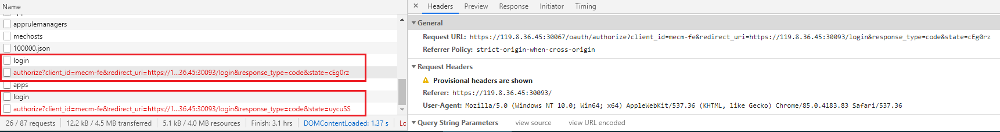 Name
apprulemanagers
mechosts
100000.json
login
authorize?client_id=mecm-fe&redirect_uri=https://1...36.45:30093/login&response_type=code&state=cEg0rz
apps
login
authorize?client_id=mecm-fe&redirect_uri=https://1...36.45:30093/login&response_type=code&state=uycuSS
26 / 87 requests 12.2 kB / 4.5 MB transferred 5.1 kB / 4.0 MB resources Finish: 3.1 hrs DOMContentLoaded: 1.37 s Lc
× Headers Preview Response Initiator Timing
▼ General
Request URL: https://119.8.36.45:30067/oauth/authorize?client_id=mecm-fe&redirect_uri=https://119.8.36.45:30093/login&response_type=code&state=cEg0rz
Referrer Policy: strict-origin-when-cross-origin
▼ Request Headers
Provisional headers are shown
Referer: https://119.8.36.45:30093/
User-Agent: Mozilla/5.0 (Windows NT 10.0; Win64; x64) AppleWebKit/537.36 (KHTML, like Gecko) Chrome/85.0.4183.83 Safari/537.36
▼ Query String Parameters view source view URL encoded